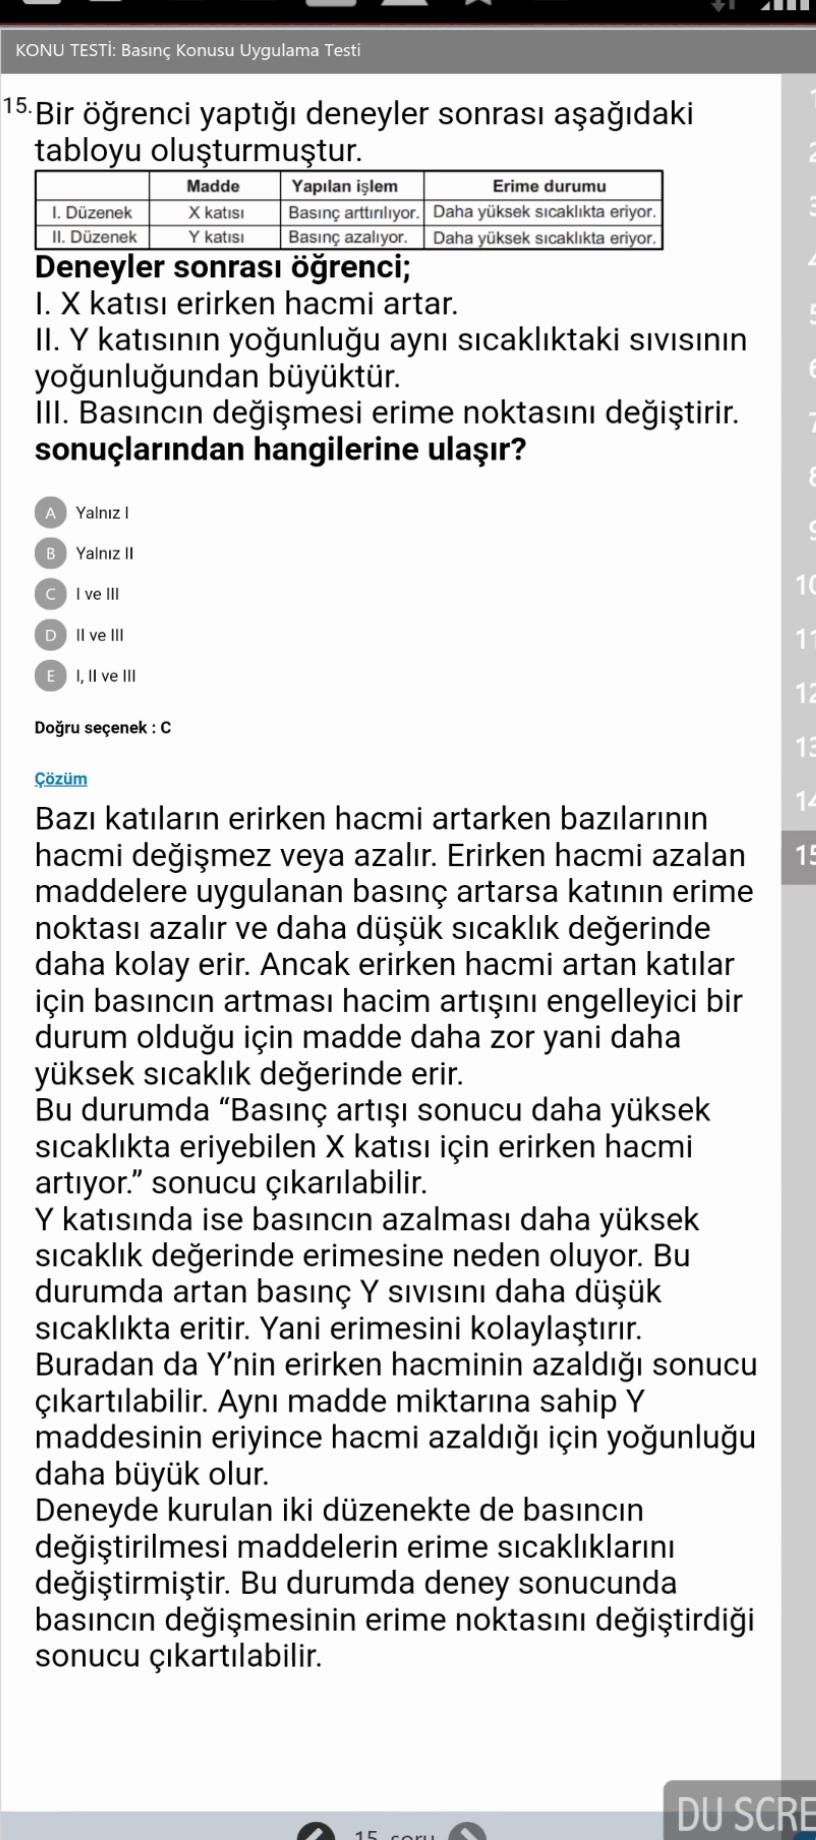 KONU TESTİ: Basınç Konusu Uygulama Testi
15. Bir öğrenci yaptığı deneyler sonrası aşağıdaki
tabloyu oluşturmuştur.
Madde Yapılan işlem Erime durumu
I. Düzenek X katısı Basınç arttırılıyor. Daha yüksek sıcaklıkta eriyor.
II. Düzenek Y katısı Basınç azalıyor. Daha yüksek sıcaklıkta eriyor.
Deneyler sonrası öğrenci;
I. X katısı erirken hacmi artar.
II. Y katısının yoğunluğu aynı sıcaklıktaki sıvısının
yoğunluğundan büyüktür.
III. Basıncın değişmesi erime noktasını değiştirir.
sonuçlarından hangilerine ulaşır?
A Yalnız I
B Yalnız II
C I ve III
D II ve III
E I, II ve III
Doğru seçenek : C
Çözüm
Bazı katıların erirken hacmi artarken bazılarının
hacmi değişmez veya azalır. Erirken hacmi azalan
maddelere uygulanan basınç artarsa katının erime
noktası azalır ve daha düşük sıcaklık değerinde
daha kolay erir. Ancak erirken hacmi artan katılar
için basıncın artması hacim artışını engelleyici bir
durum olduğu için madde daha zor yani daha
yüksek sıcaklık değerinde erir.
Bu durumda “Basınç artışı sonucu daha yüksek
sıcaklıkta eriyebilen X katısı için erirken hacmi
artıyor.” sonucu çıkarılabilir.
Y katısında ise basıncın azalması daha yüksek
sıcaklık değerinde erimesine neden oluyor. Bu
durumda artan basınç Y sıvısını daha düşük
sıcaklıkta eritir. Yani erimesini kolaylaştırır.
Buradan da Y’nin erirken hacminin azaldığı sonucu
çıkartılabilir. Aynı madde miktarına sahip Y
maddesinin eriyince hacmi azaldığı için yoğunluğu
daha büyük olur.
Deneyde kurulan iki düzenekte de basıncın
değiştirilmesi maddelerin erime sıcaklıklarını
değiştirmiştir. Bu durumda deney sonucunda
basıncın değişmesinin erime noktasını değiştirdiği
sonucu çıkartılabilir.
DU SCRE
15. soru